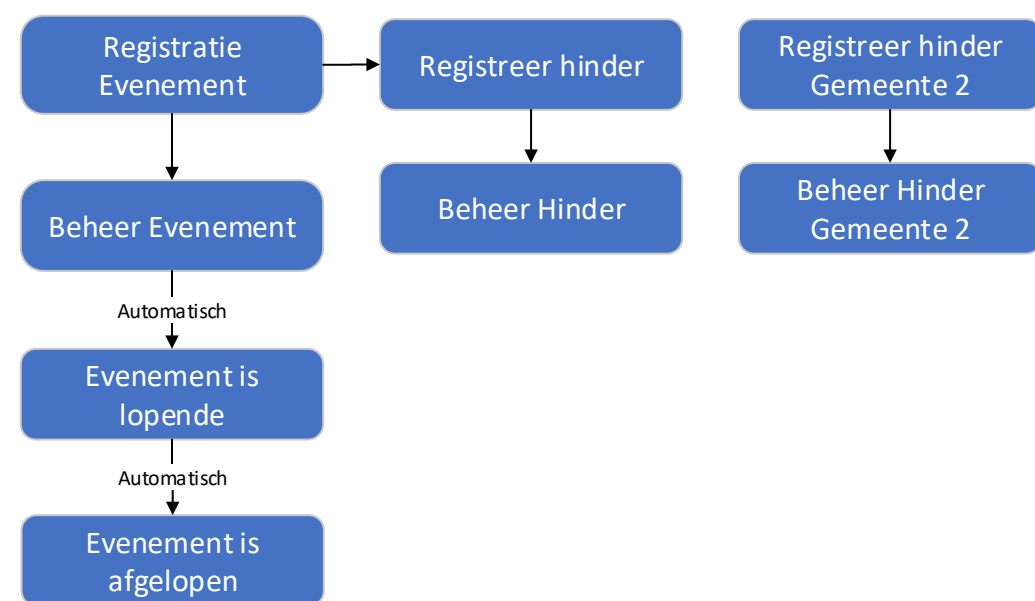 Registratie
Evenement
Registreer hinder
Registreer hinder
Gemeente 2
Beheer Evenement
Beheer Hinder
Beheer Hinder
Gemeente 2
Automatisch
Evenement is
lopende
Automatisch
Evenement is
afgelopen